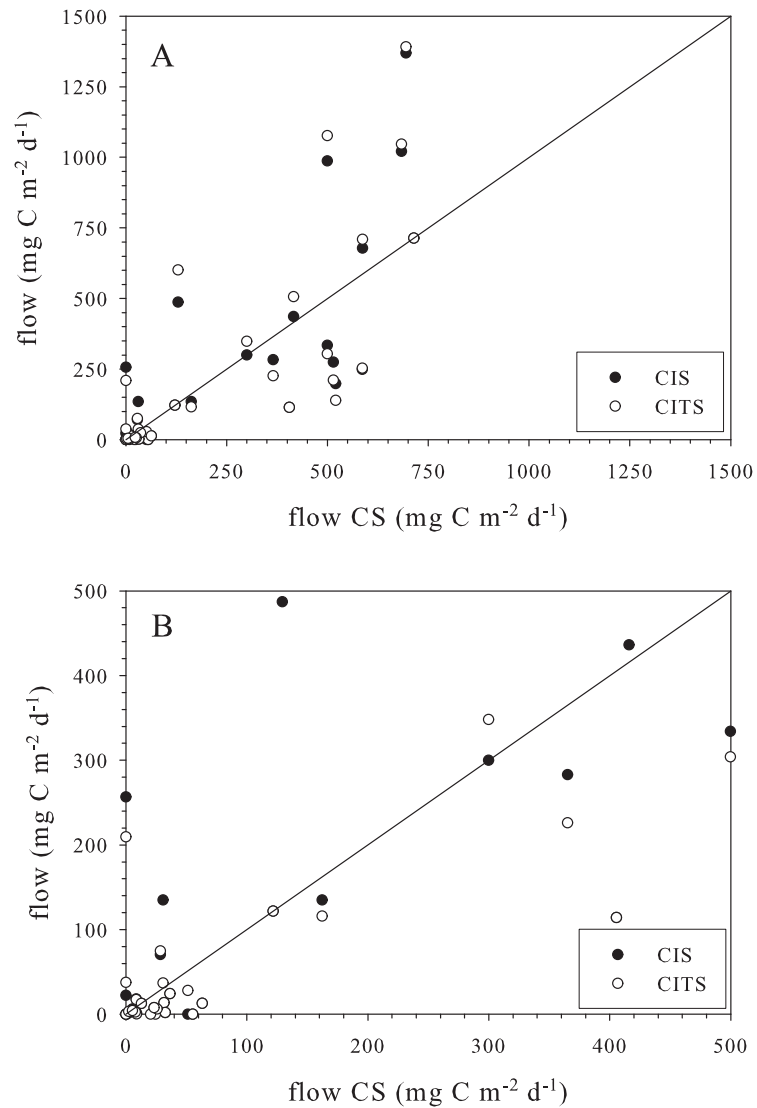 A
1500
1250
1000
750
500
250
0
flow (mg C m-2 d-1)
CIS
CITS
0 250 500 750 1000 1250 1500
flow CS (mg C m-2 d-1)
B
500
400
300
200
100
0
flow (mg C m-2 d-1)
CIS
CITS
0 100 200 300 400 500
flow CS (mg C m-2 d-1)